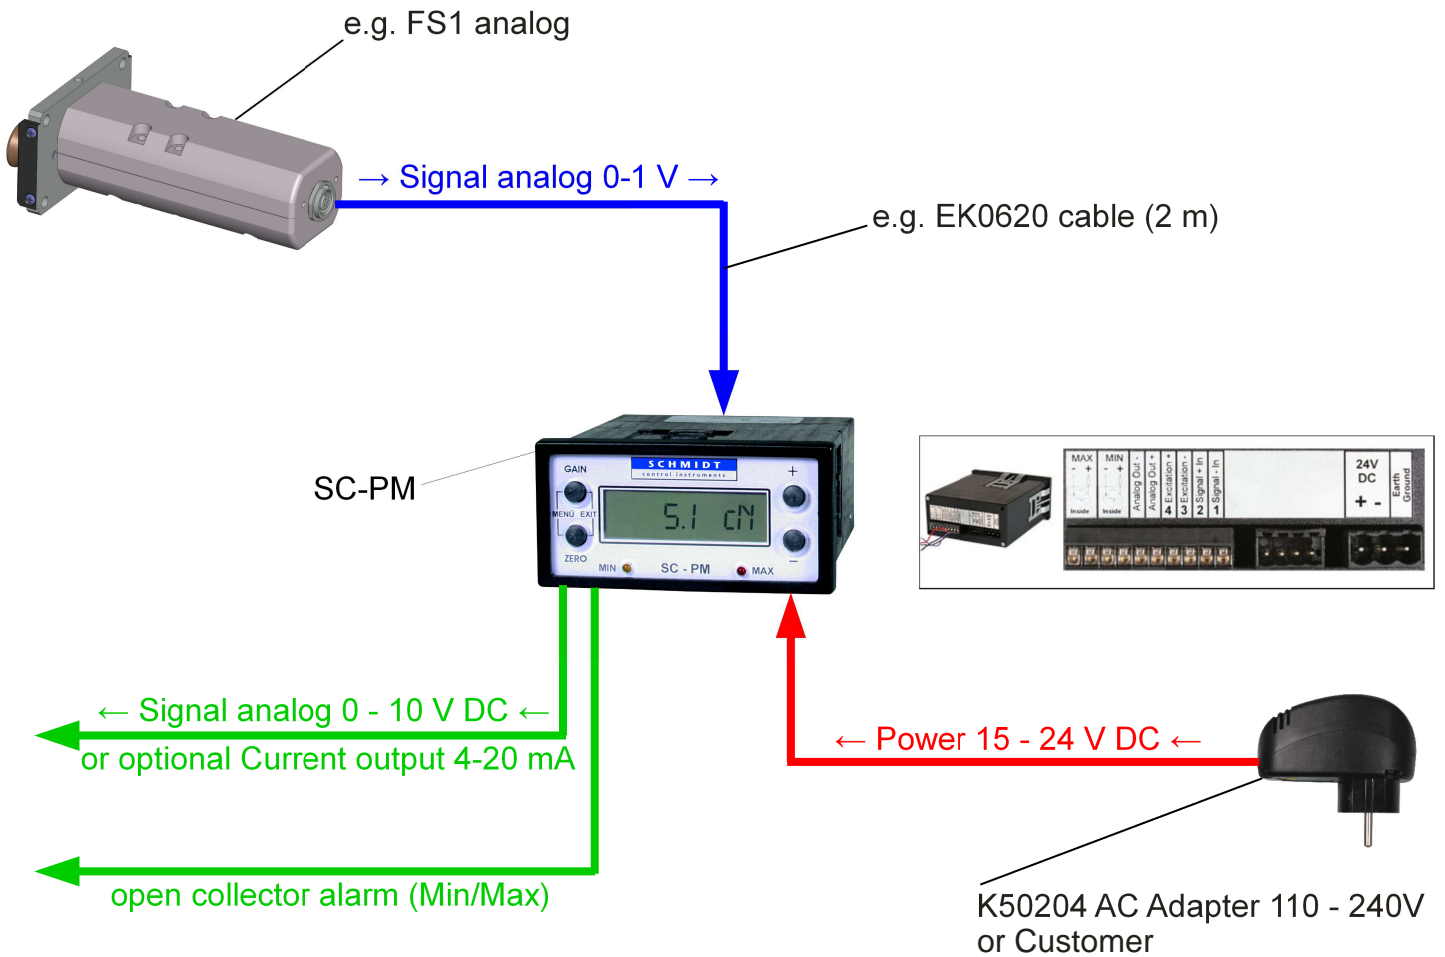 e.g. FS1 analog
→ Signal analog 0-1 V →
e.g. EK0620 cable (2 m)
SC-PM
SCHMIDT
control instruments
GAIN
+
MENÜ EXIT
5.1 cN
ZERO
−
MIN
SC - PM
MAX
MAX
- +
Inside
MIN
- +
Inside
Analog Out -
Analog Out +
4 Excitation +
3 Excitation -
2 Signal + In
1 Signal - In
24V
DC
+ -
Earth
Ground
← Signal analog 0 - 10 V DC ←
or optional Current output 4-20 mA
← Power 15 - 24 V DC ←
open collector alarm (Min/Max)
K50204 AC Adapter 110 - 240V
or Customer